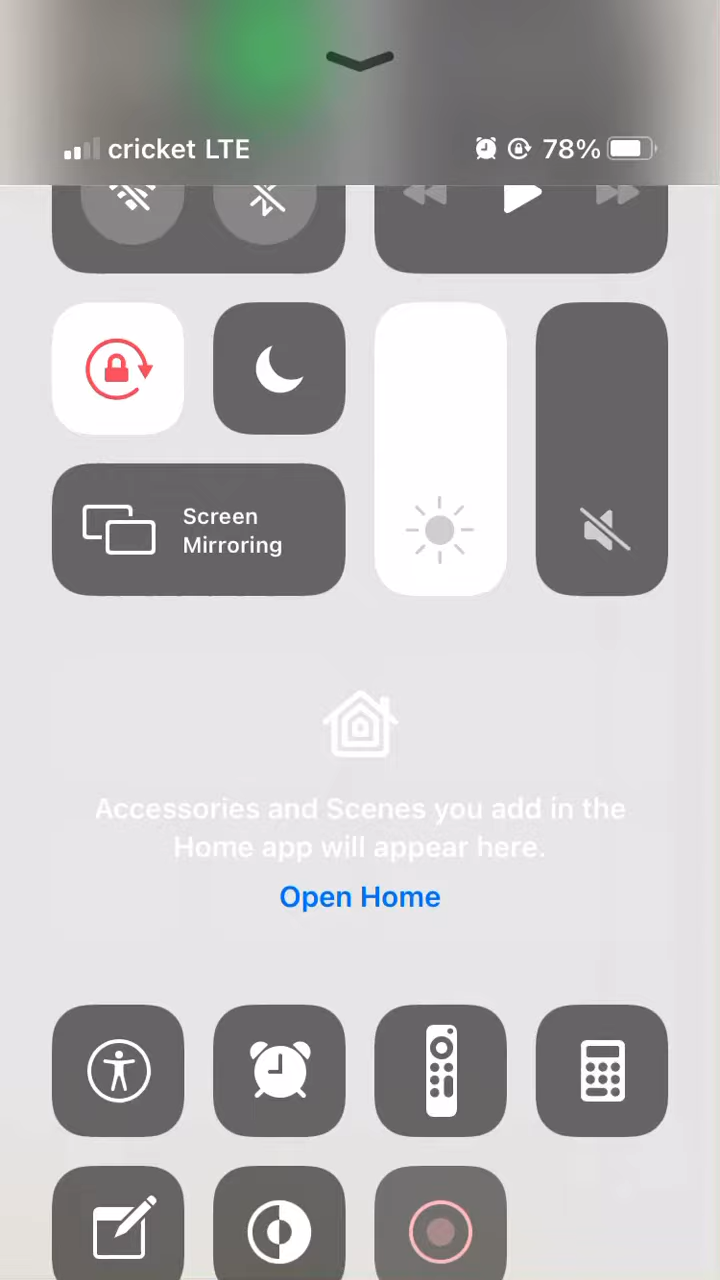 cricket LTE
78%
Screen
Mirroring
Accessories and Scenes you add in the
Home app will appear here.
Open Home